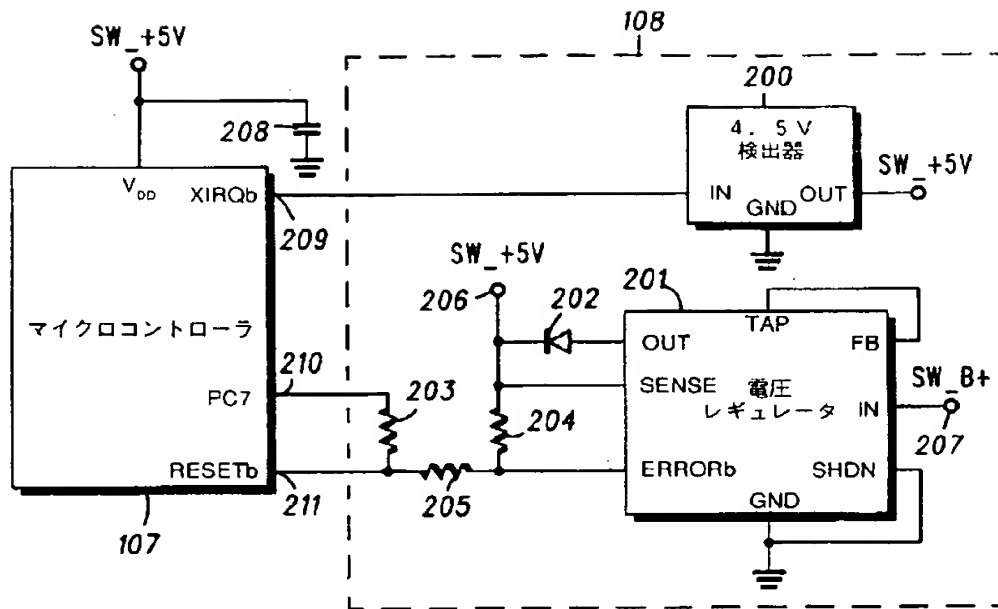 108
SW_+5V
200
208
4.5V
検出器
SW_+5V
IN
OUT
GND
V_DD
XIRQb
209
SW_+5V
206
202
201
TAP
OUT
FB
マイクロコントローラ
SENSE
電圧
レギュレータ
SW_B+
IN
207
210
PC7
203
204
RESETb
211
205
ERRORb
SHDN
GND
107